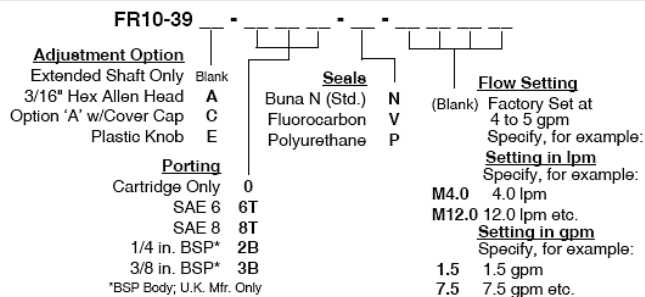 FR10-39 __ - __ __ __ - __ - __ __ __ __
Adjustment Option
Extended Shaft Only Blank
3/16" Hex Allen Head A
Option 'A' w/Cover Cap C
Plastic Knob E
Porting
Cartridge Only 0
SAE 6 6T
SAE 8 8T
1/4 in. BSP* 2B
3/8 in. BSP* 3B
*BSP Body; U.K. Mfr. Only
Seals
Buna N (Std.) N
Fluorocarbon V
Polyurethane P
Flow Setting
(Blank) Factory Set at
4 to 5 gpm
Specify, for example:
Setting in lpm
Specify, for example:
M4.0 4.0 lpm
M12.0 12.0 lpm etc.
Setting in gpm
Specify, for example:
1.5 1.5 gpm
7.5 7.5 gpm etc.